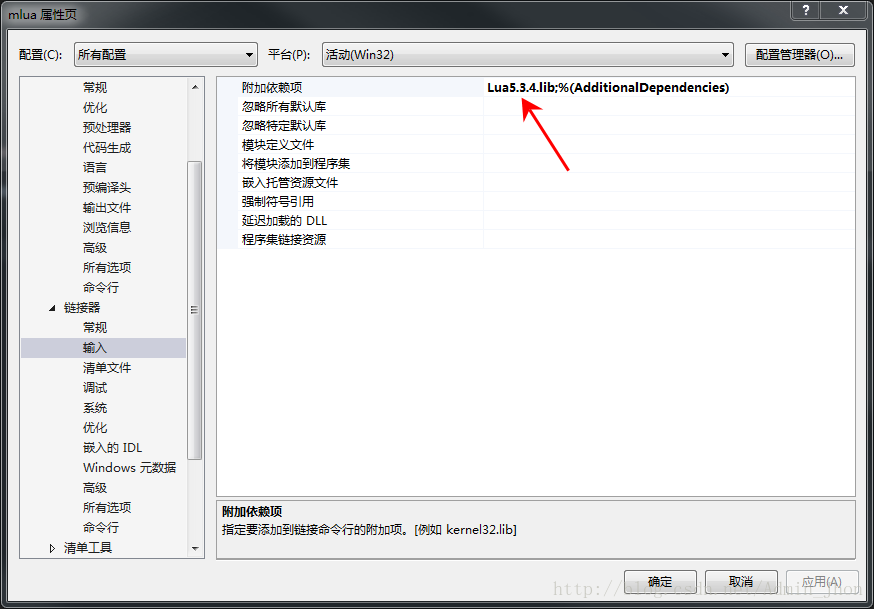 mlua 属性页
配置(C): 所有配置 平台(P): 活动(Win32) 配置管理器(O)...
常规
优化
预处理器
代码生成
语言
预编译头
输出文件
浏览信息
高级
所有选项
命令行
链接器
常规
输入
清单文件
调试
系统
优化
嵌入的 IDL
Windows 元数据
高级
所有选项
命令行
清单工具
附加依赖项 Lua5.3.4.lib;%(AdditionalDependencies)
忽略所有默认库
忽略特定默认库
模块定义文件
将模块添加到程序集
嵌入托管资源文件
强制符号引用
延迟加载的 DLL
程序集链接资源
附加依赖项
指定要添加到链接命令行的附加项。[例如 kernel32.lib]
确定 取消 应用(A)